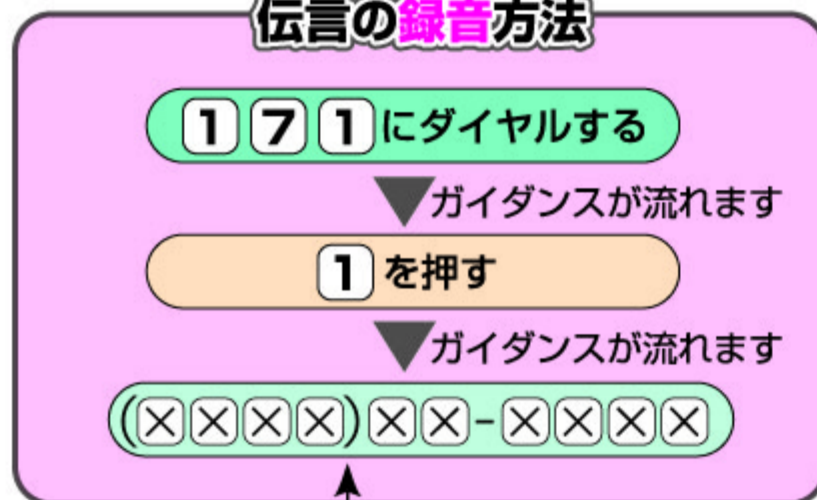 伝言の録音方法
171にダイヤルする
ガイダンスが流れます
1を押す
ガイダンスが流れます
(××××)××-××××